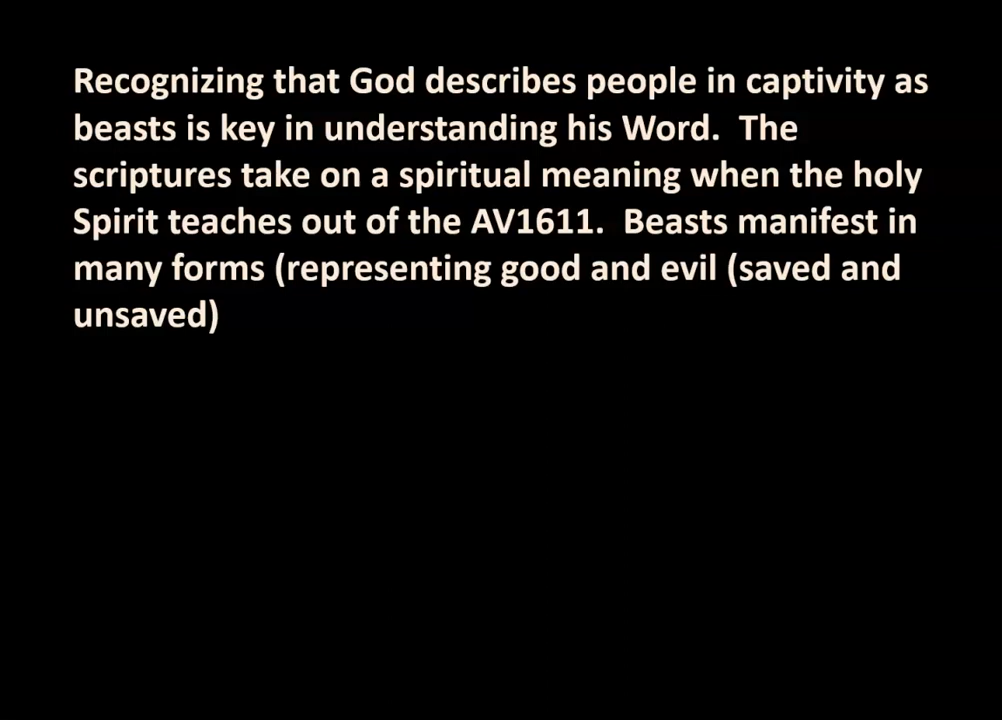 Recognizing that God describes people in captivity as
beasts is key in understanding his Word.  The
scriptures take on a spiritual meaning when the holy
Spirit teaches out of the AV1611.  Beasts manifest in
many forms (representing good and evil (saved and
unsaved)